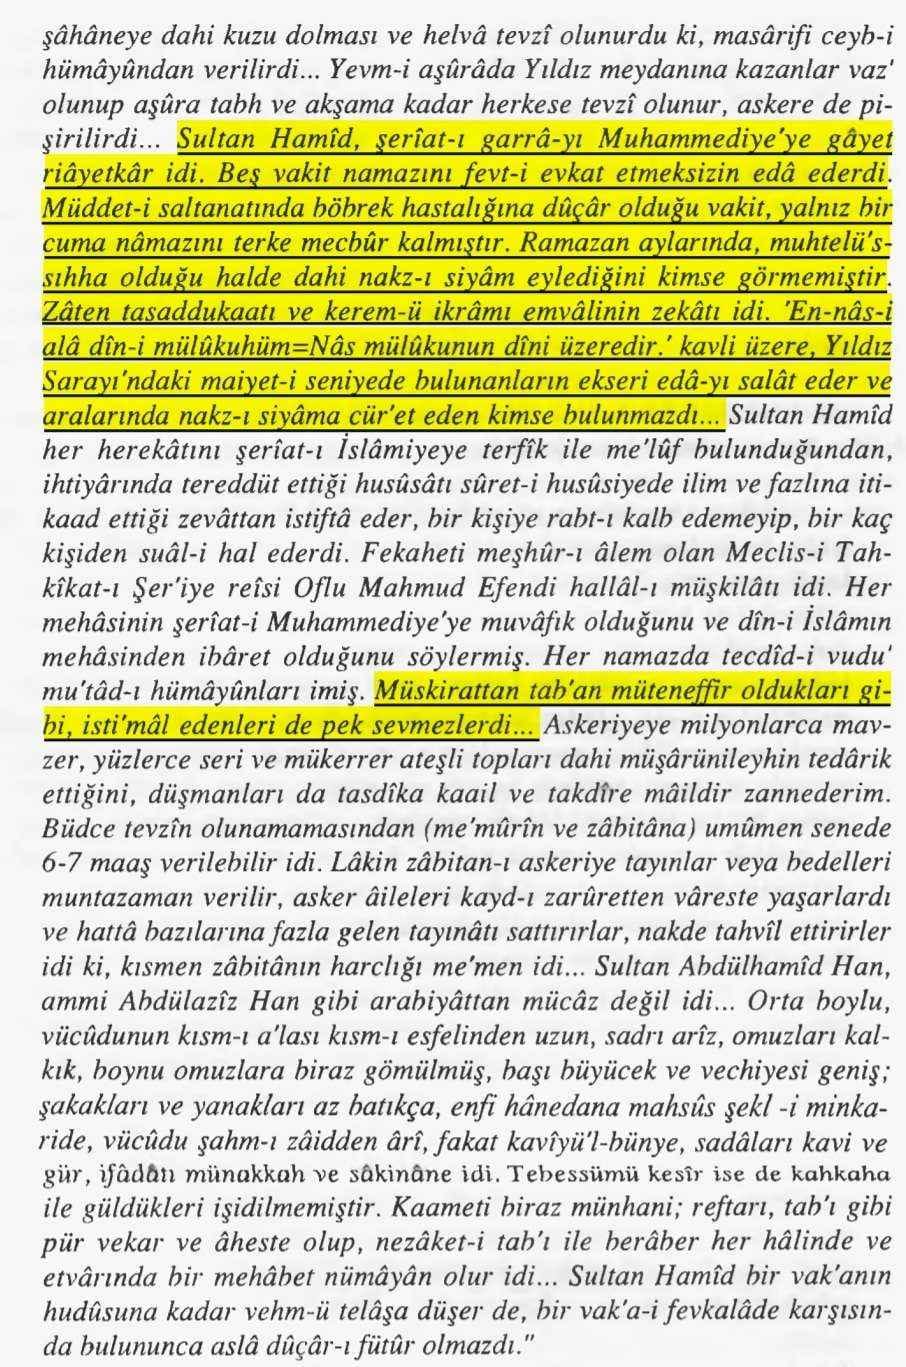 şâhâneye dahi kuzu dolması ve helvâ tevzî olunurdu ki, masârifi ceyb-i
hümâyûndan verilirdi... Yevm-i aşûrâda Yıldız meydanına kazanlar vaz'
olunup aşûra tabh ve akşama kadar herkese tevzî olunur, askere de pi-
şirilirdi... Sultan Hamîd, şerîat-ı garrâ-yı Muhammediye'ye gâyet
riâyetkâr idi. Beş vakit namazını fevt-i evkat etmeksizin edâ ederdi.
Müddet-i saltanatında böbrek hastalığına dûçâr olduğu vakit, yalnız bir
cuma nâmazını terke mecbûr kalmıştır. Ramazan aylarında, muhtelü's-
sıhha olduğu halde dahi nakz-ı siyâm eylediğini kimse görmemiştir.
Zâten tasaddukaatı ve kerem-ü ikrâmı emvâlinin zekâtı idi. 'En-nâs-i
alâ dîn-i mülûkuhüm=Nâs mülûkunun dîni üzeredir.' kavli üzere, Yıldız
Sarayı'ndaki maiyet-i seniyede bulunanların ekseri edâ-yı salât eder ve
aralarında nakz-ı siyâma cür'et eden kimse bulunmazdı... Sultan Hamîd
her herekâtını şerîat-ı İslâmiyeye terfîk ile me'lûf bulunduğundan,
ihtiyârında tereddüt ettiği husûsâtı sûret-i husûsiyede ilim ve fazlına iti-
kaad ettiği zevâttan istiftâ eder, bir kişiye rabt-ı kalb edemeyip, bir kaç
kişiden suâl-i hal ederdi. Fekaheti meşhûr-ı âlem olan Meclis-i Tah-
kîkat-ı Şer'iye reîsi Oflu Mahmud Efendi hallâl-ı müşkilâtı idi. Her
mehâsinin şerîat-i Muhammediye'ye muvâfık olduğunu ve dîn-i İslâmın
mehâsinden ibâret olduğunu söylermiş. Her namazda tecdîd-i vudu'
mu'tâd-ı hümâyûnları imiş. Müskirattan tab'an müteneffir oldukları gi-
bi, isti'mâl edenleri de pek sevmezlerdi... Askeriyeye milyonlarca mav-
zer, yüzlerce seri ve mükerrer ateşli topları dahi müşârünileyhin tedârik
ettiğini, düşmanları da tasdîka kaail ve takdîre mâildir zannederim.
Büdce tevzîn olunamamasından (me'mûrîn ve zâbitâna) umûmen senede
6-7 maaş verilebilir idi. Lâkin zâbitan-ı askeriye tayınlar veya bedelleri
muntazaman verilir, asker âileleri kayd-ı zarûretten vâreste yaşarlardı
ve hattâ bazılarına fazla gelen tayınâtı sattırırlar, nakde tahvîl ettirirler
idi ki, kısmen zâbitânın harclığı me'men idi... Sultan Abdülhamîd Han,
ammi Abdülazîz Han gibi arabiyâttan mücâz değil idi... Orta boylu,
vücûdunun kısm-ı a'lası kısm-ı esfelinden uzun, sadrı arîz, omuzları kal-
kık, boynu omuzlara biraz gömülmüş, başı büyücek ve vechiyesi geniş;
şakakları ve yanakları az batıkça, enfi hânedana mahsûs şekl -i minka-
ride, vücûdu şahm-ı zâidden ârî, fakat kavîyü'l-bünye, sadâları kavi ve
gür, ifâdâtı münakkah ve sâkinâne idi. Tebessümü kesîr ise de kahkaha
ile güldükleri işidilmemiştir. Kaameti biraz münhani; reftarı, tab'ı gibi
pür vekar ve âheste olup, nezâket-i tab'ı ile berâber her hâlinde ve
etvârında bir mehâbet nümâyân olur idi... Sultan Hamîd bir vak'anın
hudûsuna kadar vehm-ü telâşa düşer de, bir vak'a-i fevkalâde karşısın-
da bulununca aslâ dûçâr-ı fütûr olmazdı."